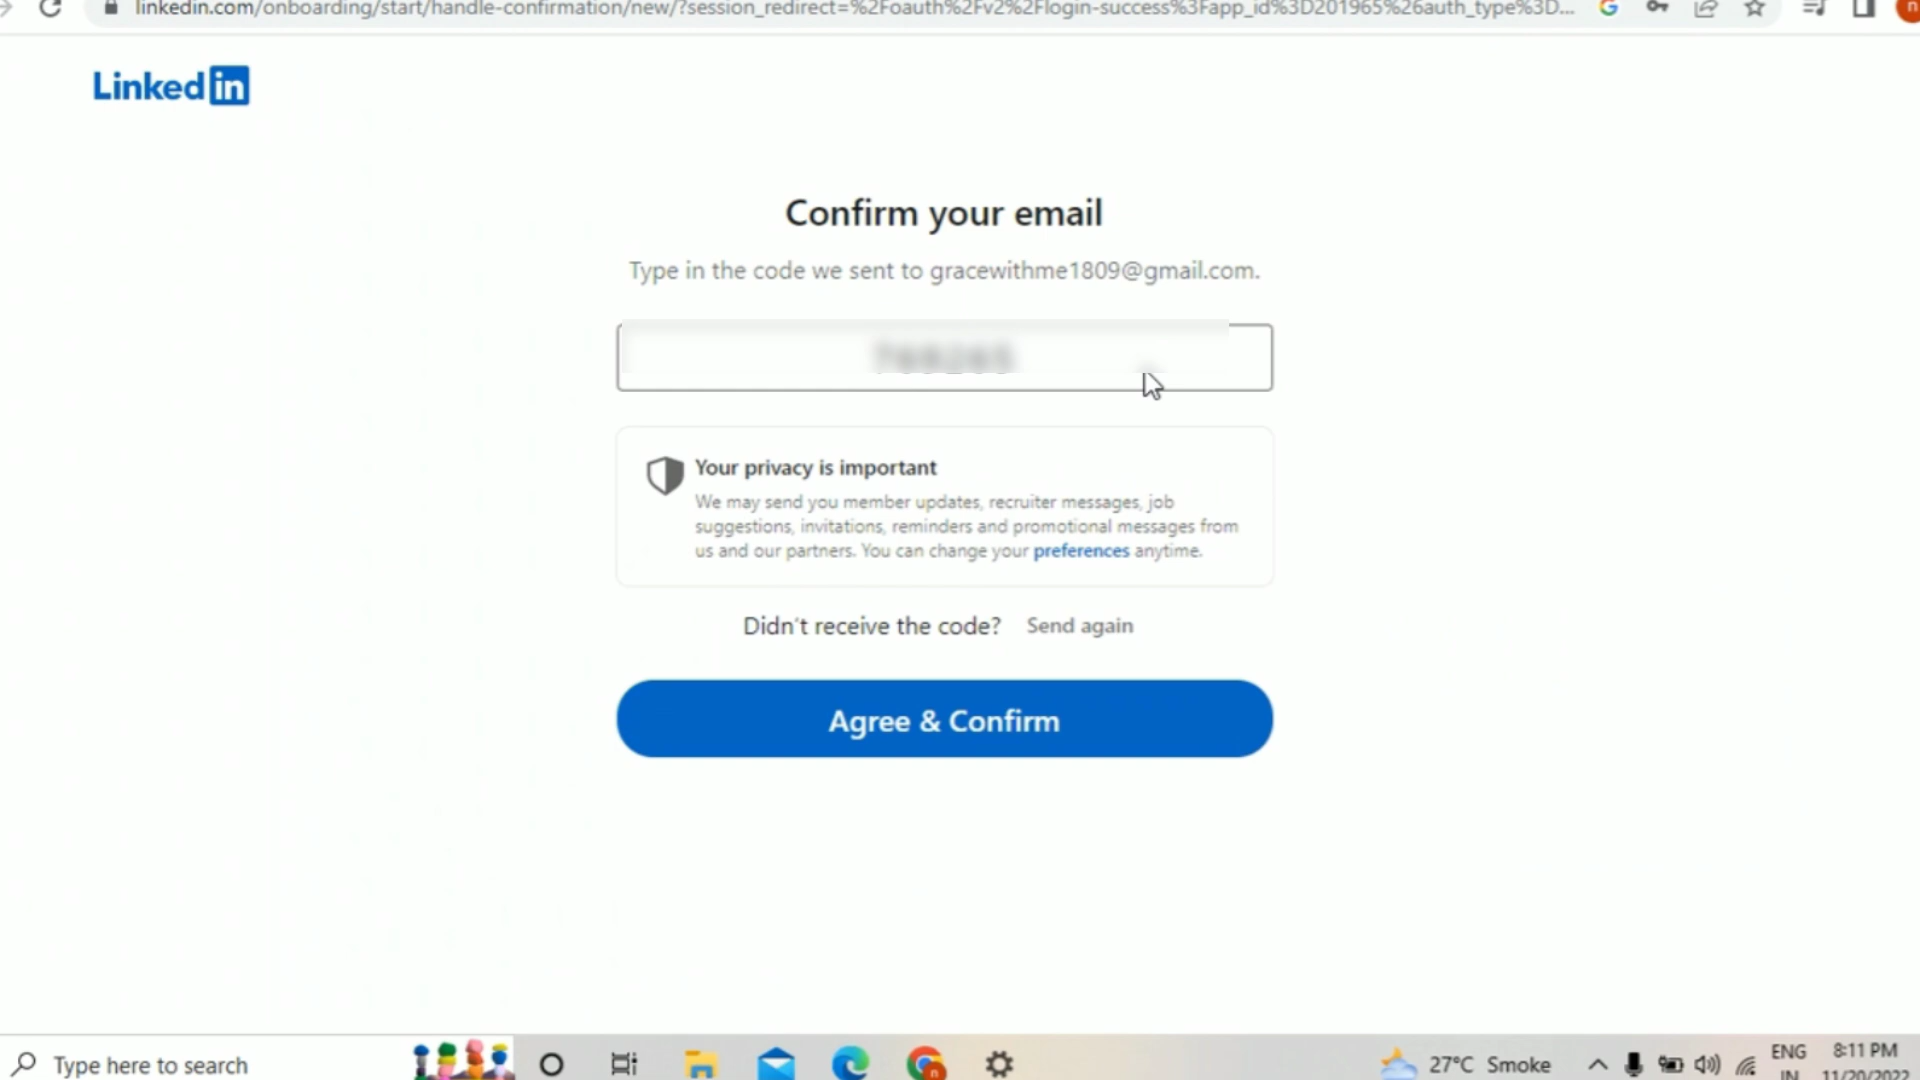 linkedin.com/onboarding/start/handle-confirmation/new/?session_redirect=%2Foauth%2Fv2%2Flogin-success%3Fapp_id%3D201965%26auth_type%3D...
n
Linked in
Confirm your email
Type in the code we sent to gracewithme1809@gmail.com.
Your privacy is important
We may send you member updates, recruiter messages, job
suggestions, invitations, reminders and promotional messages from
us and our partners. You can change your preferences anytime.
Didn't receive the code? Send again
Agree & Confirm
Type here to search
n
27°C Smoke
ENG
IN
8:11 PM
11/20/2022